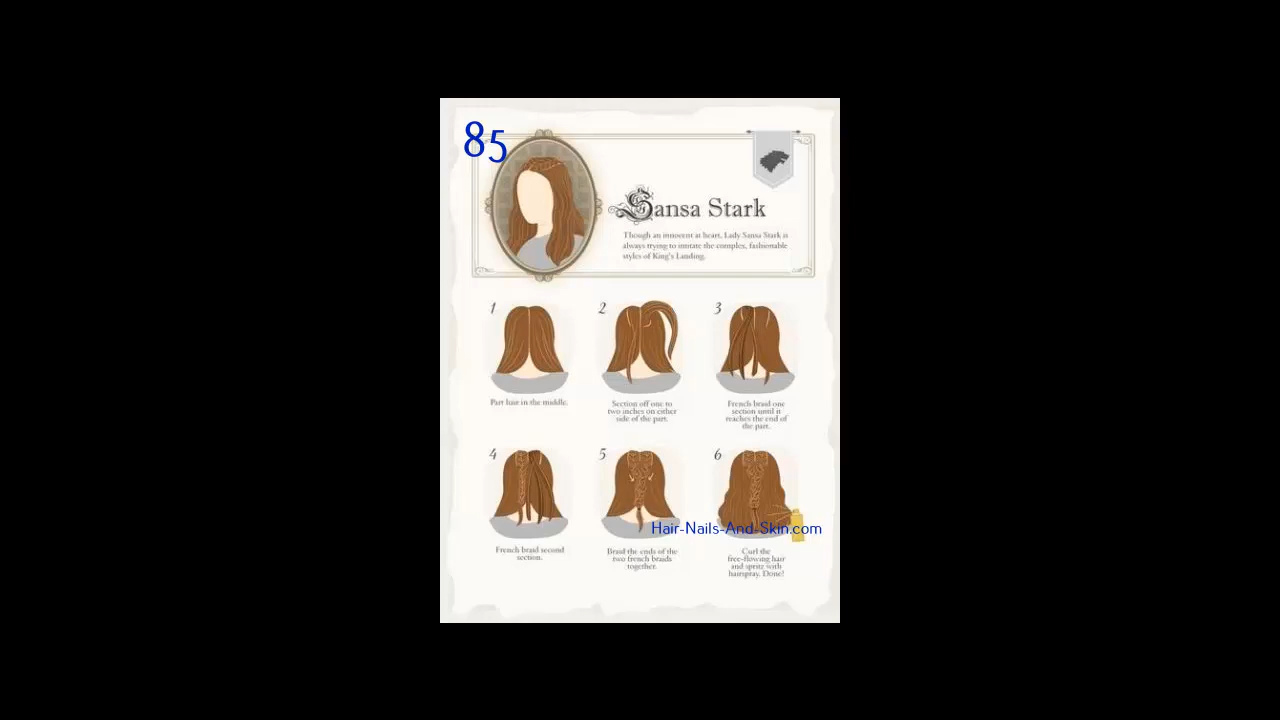 85
Sansa Stark
Though an innocent at heart, Lady Sansa Stark is
always trying to imitate the complex, fashionable
styles of King's Landing.
1
2
3
Part hair in the middle.
Section off one to
two inches on either
side of the part.
French braid one
section until it
reaches the end of
the part.
4
5
6
French braid second
section.
Braid the ends of the
two french braids
together.
Hair-Nails-And-Skin.com
Curl the
free-flowing hair
and spritz with
hairspray. Done!